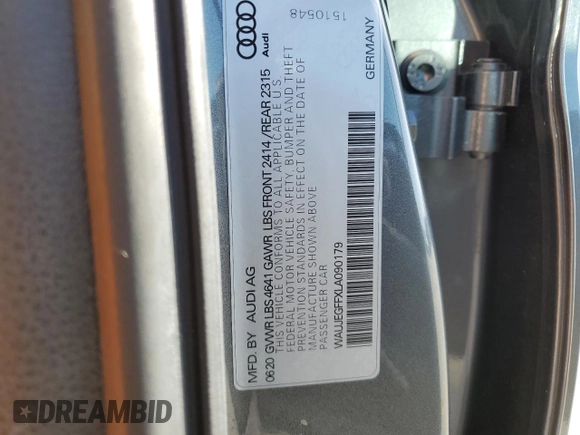 MFD. BY AUDI AG
0620 GVWR LBS 4641 GAWR LBS FRONT 2414 / REAR 2315
THIS VEHICLE CONFORMS TO ALL APPLICABLE U S
FEDERAL MOTOR VEHICLE SAFETY, BUMPER AND THEFT
PREVENTION STANDARDS IN EFFECT ON THE DATE OF
MANUFACTURE SHOWN ABOVE
PASSENGER CAR
WAUJEGFFXLA090179
GERMANY
Audi
1510548
DREAMBID